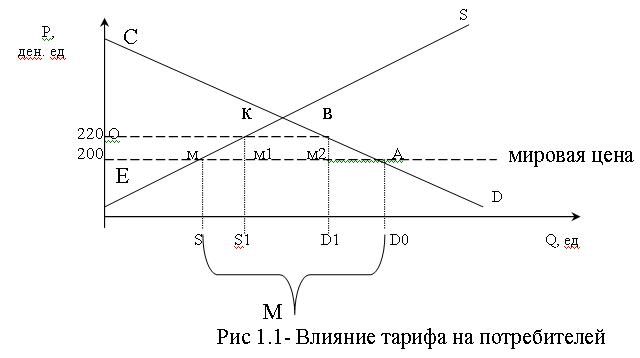 S
P,
ден. ед
C
К
В
220 Q
200
м
м1
м2
А
мировая цена
E
D
S
S1
D1
D0
Q, ед
М
Рис 1.1- Влияние тарифа на потребителей